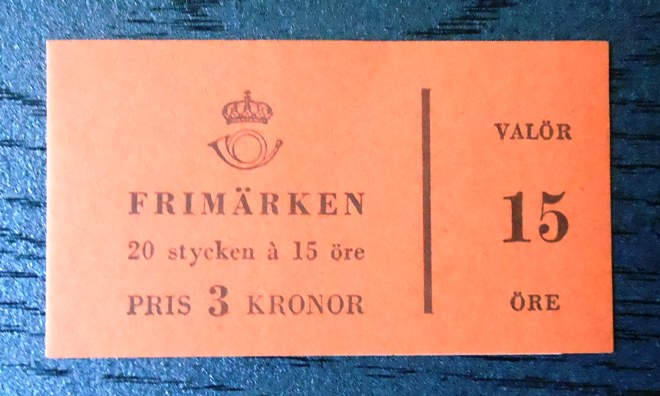 FRIMÄRKEN
20 stycken à 15 öre
PRIS 3 KRONOR
VALÖR
15
ÖRE